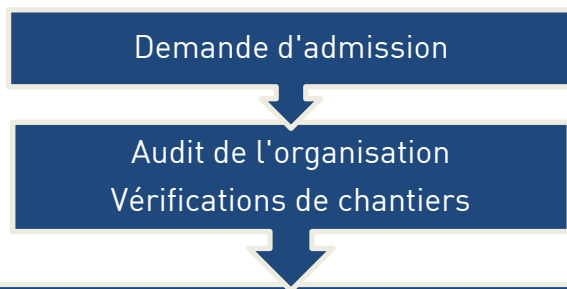 Demande d'admission
Audit de l'organisation
Vérifications de chantiers